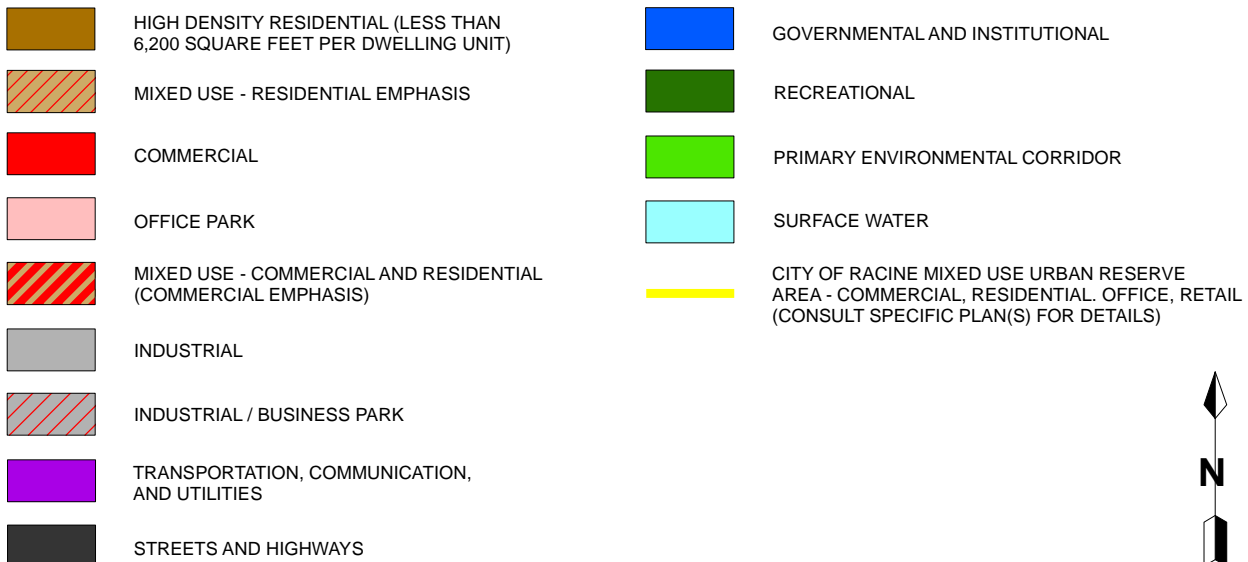 HIGH DENSITY RESIDENTIAL (LESS THAN
6,200 SQUARE FEET PER DWELLING UNIT)
MIXED USE - RESIDENTIAL EMPHASIS
COMMERCIAL
OFFICE PARK
MIXED USE - COMMERCIAL AND RESIDENTIAL
(COMMERCIAL EMPHASIS)
INDUSTRIAL
INDUSTRIAL / BUSINESS PARK
TRANSPORTATION, COMMUNICATION,
AND UTILITIES
STREETS AND HIGHWAYS
GOVERNMENTAL AND INSTITUTIONAL
RECREATIONAL
PRIMARY ENVIRONMENTAL CORRIDOR
SURFACE WATER
CITY OF RACINE MIXED USE URBAN RESERVE
AREA - COMMERCIAL, RESIDENTIAL. OFFICE, RETAIL
(CONSULT SPECIFIC PLAN(S) FOR DETAILS)
N